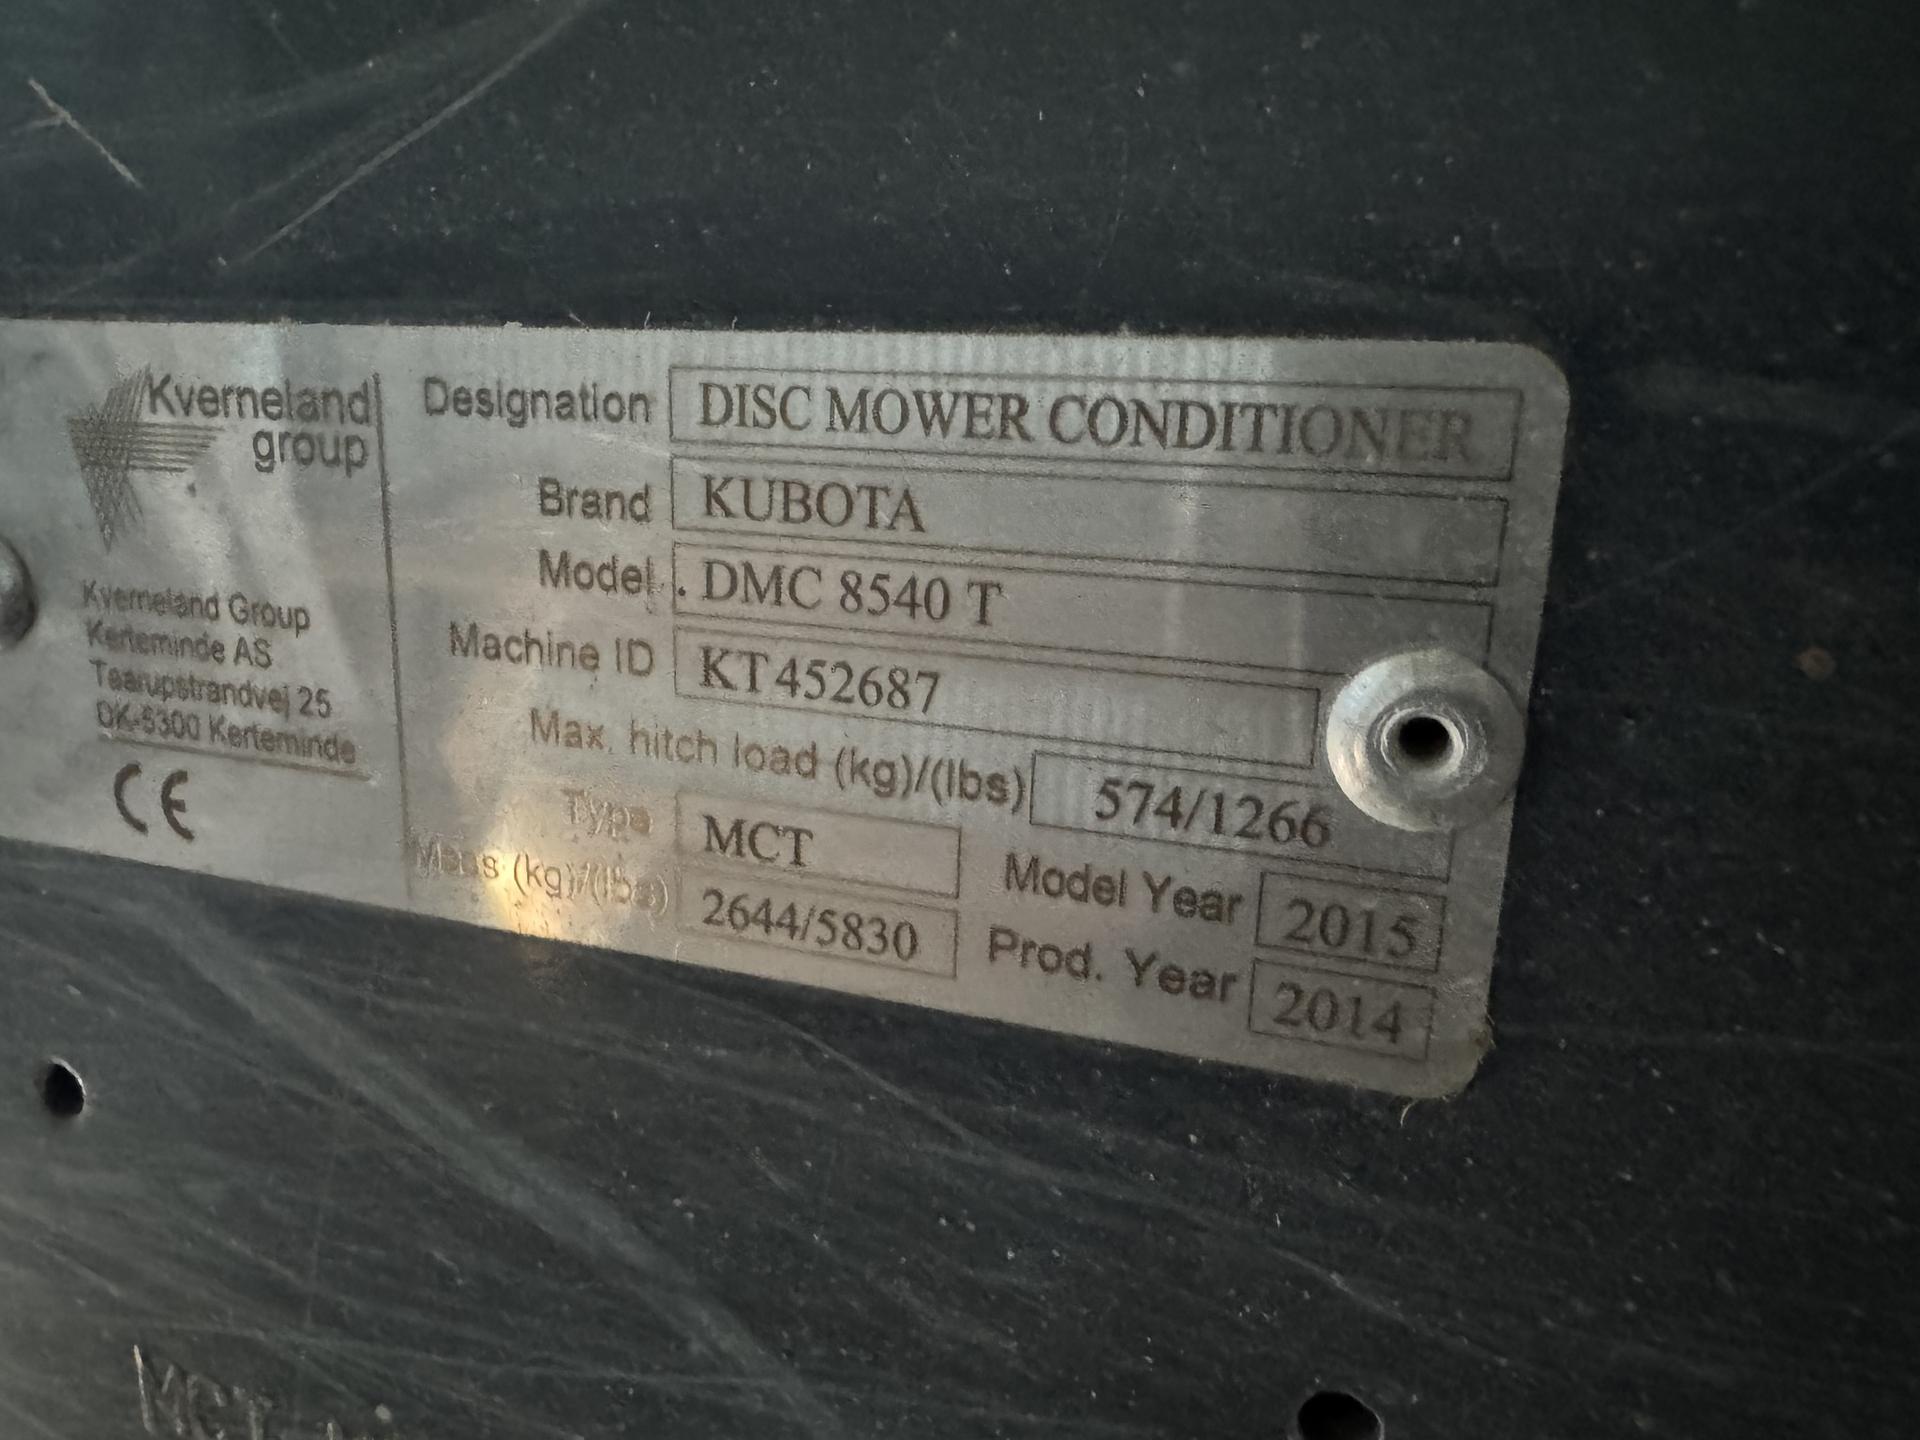 Kverneland
group
Kverneland Group
Kerteminde AS
Taarupstrandvej 25
DK-5300 Kerteminde
CE
Designation DISC MOWER CONDITIONER
Brand KUBOTA
Model DMC 8540 T
Machine ID KT452687
Max. hitch load (kg)/(lbs) 574/1266
Type MCT
Model Year 2015
Mass (kg)/(lbs) 2644/5830
Prod. Year 2014